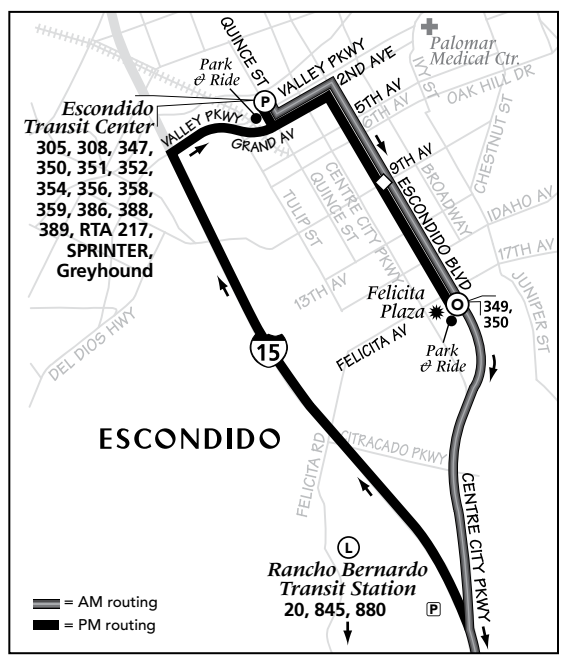 QUINCE ST
Park
& Ride
VALLEY PKWY
2ND AVE
Palomar
Medical Ctr.
IVY ST
OAK HILL DR
Escondido
Transit Center
305, 308, 347,
350, 351, 352,
354, 356, 358,
359, 386, 388,
389, RTA 217,
SPRINTER,
Greyhound
P
VALLEY PKWY
GRAND AV
5TH AV
6TH AV
9TH AV
CHESTNUT ST
TULIP ST
QUINCE ST
CENTRE CITY PKWY
ESCONDIDO BLVD
BROADWAY
IDAHO AV
17TH AV
13TH AV
JUNIPER ST
Felicita
Plaza
O
349,
350
FELICITA AV
Park
& Ride
DEL DIOS HWY
15
ESCONDIDO
FELICITA RD
CITRACADO PKWY
CENTRE CITY PKWY
L
Rancho Bernardo
Transit Station
20, 845, 880
P
= AM routing
= PM routing